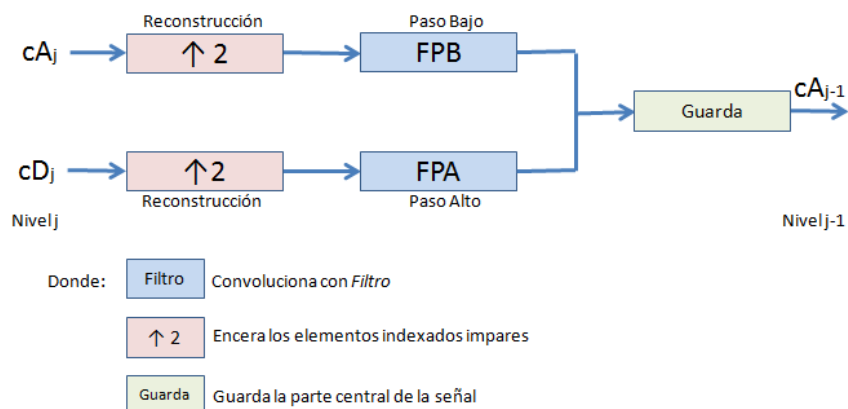 Reconstrucción
Paso Bajo
cAj
↑ 2
FPB
cAj-1
Guarda
cDj
↑2
FPA
Reconstrucción
Paso Alto
Nivel j
Nivel j-1
Donde:
Filtro
Convoluciona con Filtro
↑ 2
Encera los elementos indexados impares
Guarda
Guarda la parte central de la señal